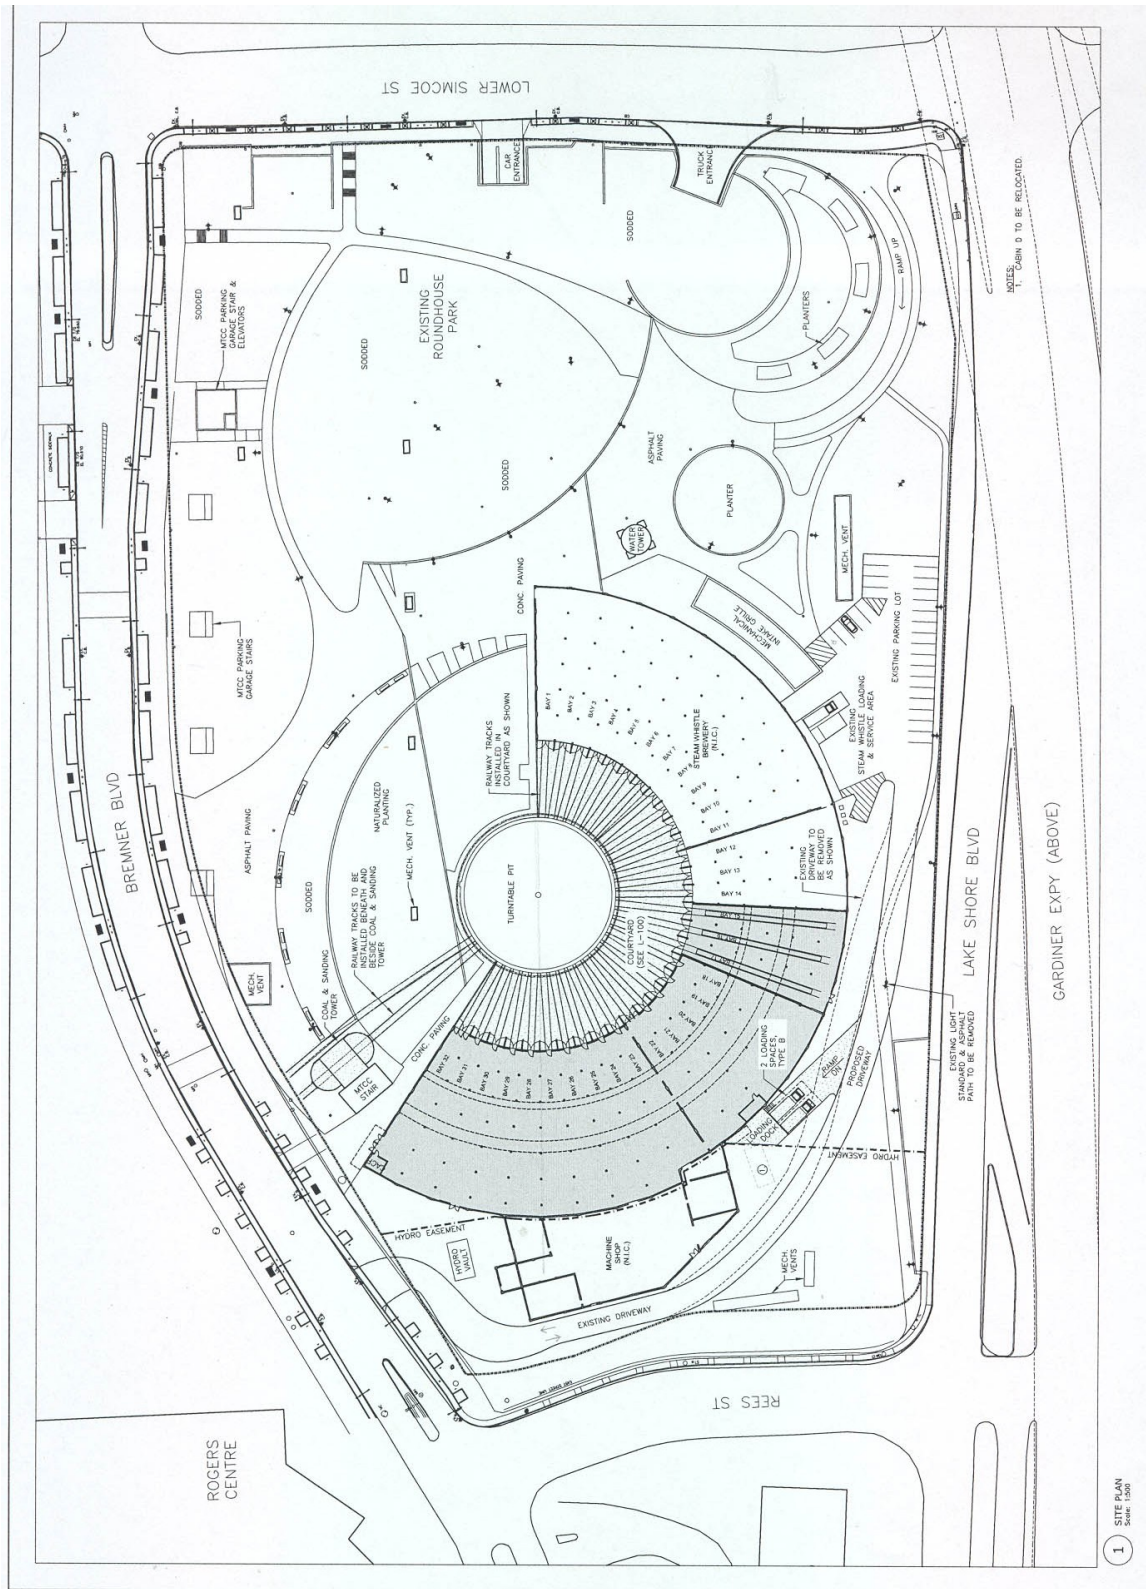 LOWER SIMCOE ST
BREMNER BLVD
LAKE SHORE BLVD
GARDINER EXPY (ABOVE)
REES ST
ROGERS
CENTRE
NOTES:
1. CABIN D TO BE RELOCATED.
CAR
ENTRANCE
TRUCK
ENTRANCE
SODDED
MTCC PARKING
GARAGE STAIR &
ELEVATORS
SODDED
EXISTING
ROUNDHOUSE
PARK
SODDED
SODDED
RAMP UP
PLANTERS
ASPHALT
PAVING
PLANTER
WATER
TOWER
MECH. VENT
CONCRETE SIDEWALK
MTCC PARKING
GARAGE STAIRS
CONC. PAVING
MECHANICAL
INTAKE GRILLE
EXISTING PARKING LOT
EXISTING
STEAM WHISTLE LOADING
& SERVICE AREA
RAILWAY TRACKS
INSTALLED IN
COURTYARD AS SHOWN
STEAM WHISTLE
BREWERY
(N.I.C.)
BAY 1
BAY 2
BAY 3
BAY 4
BAY 5
BAY 6
BAY 7
BAY 8
BAY 9
BAY 10
BAY 11
BAY 12
BAY 13
BAY 14
EXISTING
DRIVEWAY TO
BE REMOVED
AS SHOWN
ASPHALT PAVING
NATURALIZED
PLANTING
MECH. VENT (TYP.)
SODDED
RAILWAY TRACKS TO BE
INSTALLED BENEATH AND
BESIDE COAL & SANDING
TOWER
TURNTABLE PIT
COURTYARD
(SEE L-100)
MECH.
VENT
COAL & SANDING
TOWER
CONC. PAVING
MTCC
STAIR
BAY 18
BAY 19
BAY 20
BAY 21
BAY 22
BAY 23
BAY 24
BAY 25
BAY 26
BAY 27
BAY 28
BAY 29
BAY 30
BAY 31
BAY 32
2 LOADING
SPACES,
TYPE B
RAMP
ON
PROPOSED
DRIVEWAY
LOADING
DOCK
EXISTING LIGHT
STANDARD & ASPHALT
PATH TO BE REMOVED
HYDRO EASEMENT
HYDRO EASEMENT
HYDRO
VAULT
MACHINE
SHOP
(N.I.C.)
MECH.
VENTS
EXISTING DRIVEWAY
1
SITE PLAN
Scale: 1:500